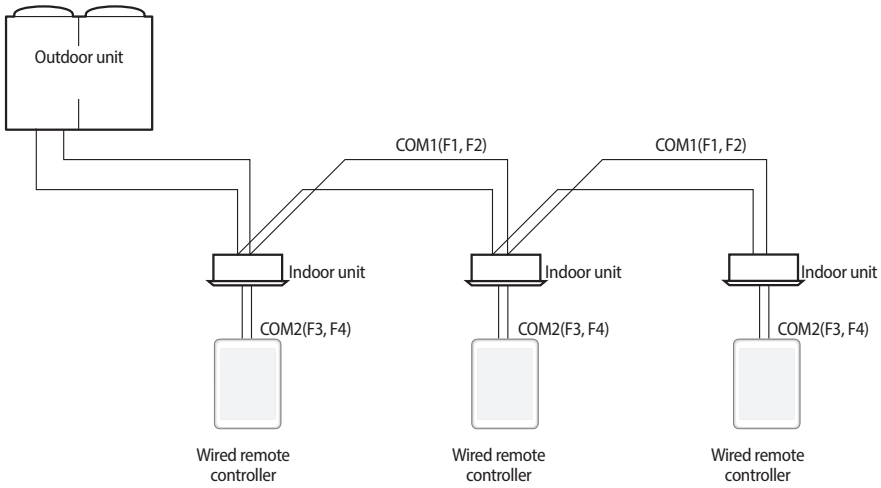 Outdoor unit
COM1(F1, F2)
COM1(F1, F2)
Indoor unit
Indoor unit
Indoor unit
COM2(F3, F4)
COM2(F3, F4)
COM2(F3, F4)
Wired remote
controller
Wired remote
controller
Wired remote
controller